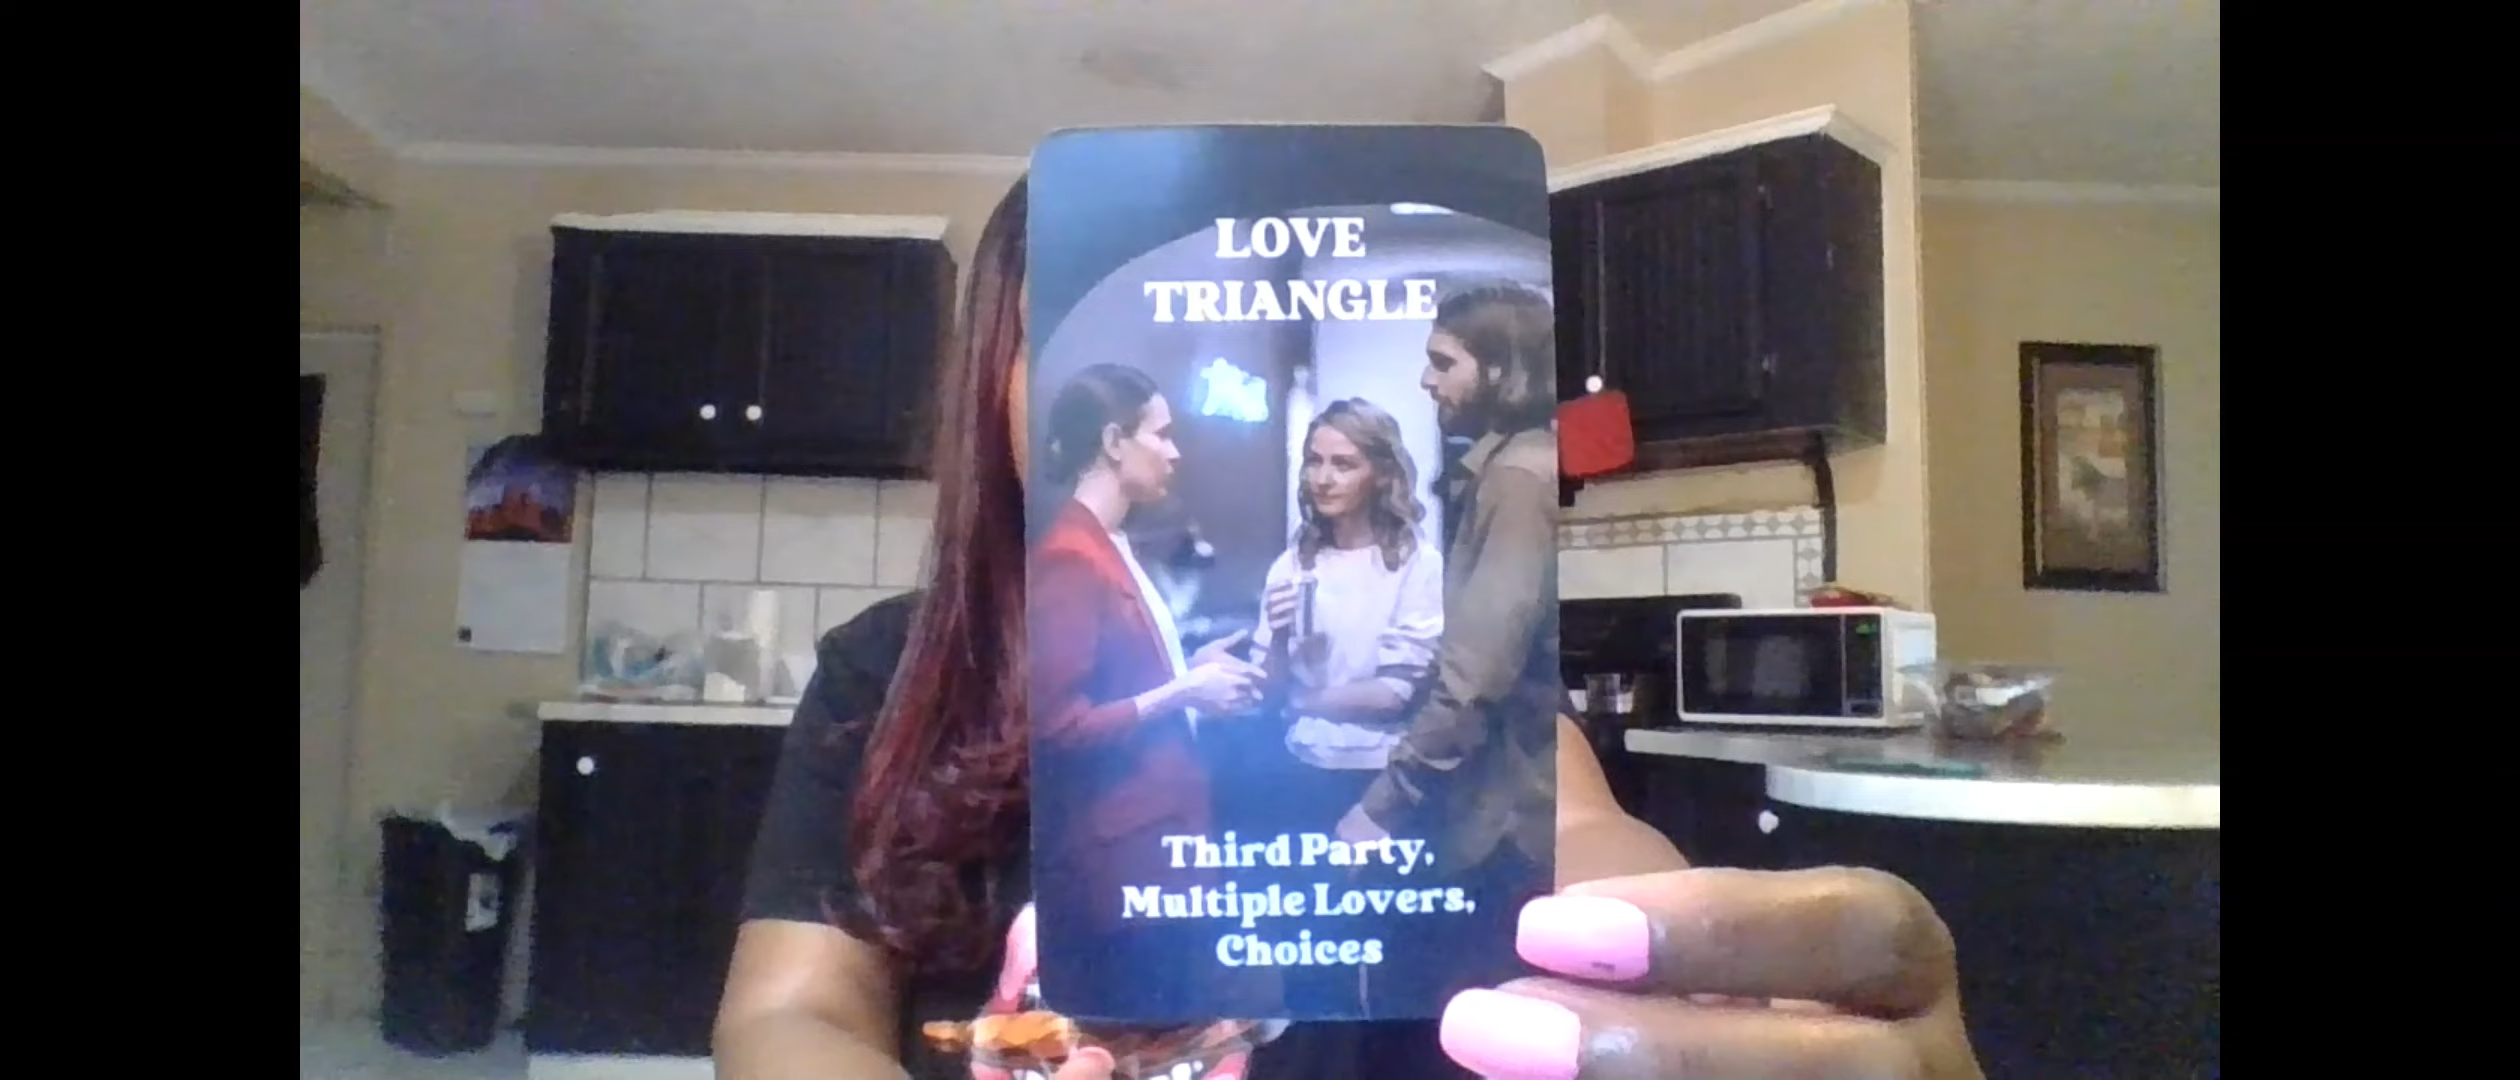 LOVE
TRIANGLE
Third Party,
Multiple Lovers,
Choices